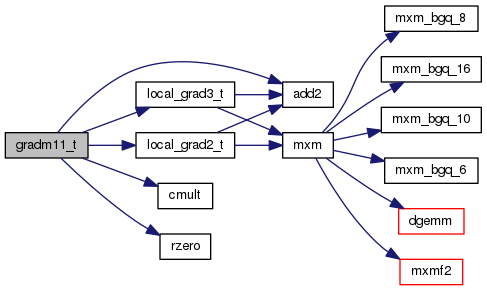 gradm11_t
local_grad3_t
local_grad2_t
cmult
rzero
add2
mxm
mxm_bgq_8
mxm_bgq_16
mxm_bgq_10
mxm_bgq_6
dgemm
mxmf2